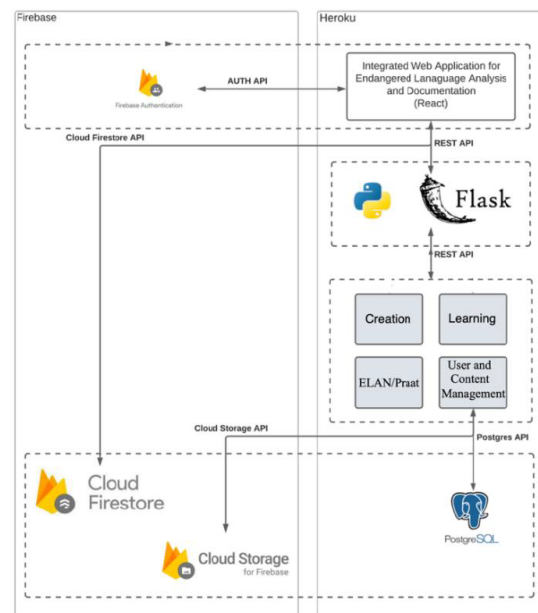 Firebase
Heroku
Integrated Web Application for
Endangered Lanaguage Analysis
and Documentation
(React)
AUTH API
Firebase Authentication
Cloud Firestore API
REST API
Flask
REST API
Creation
Learning
ELAN/Praat
User and
Content
Management
Cloud Storage API
Postgres API
Cloud
Firestore
PostgreSQL
Cloud Storage
for Firebase